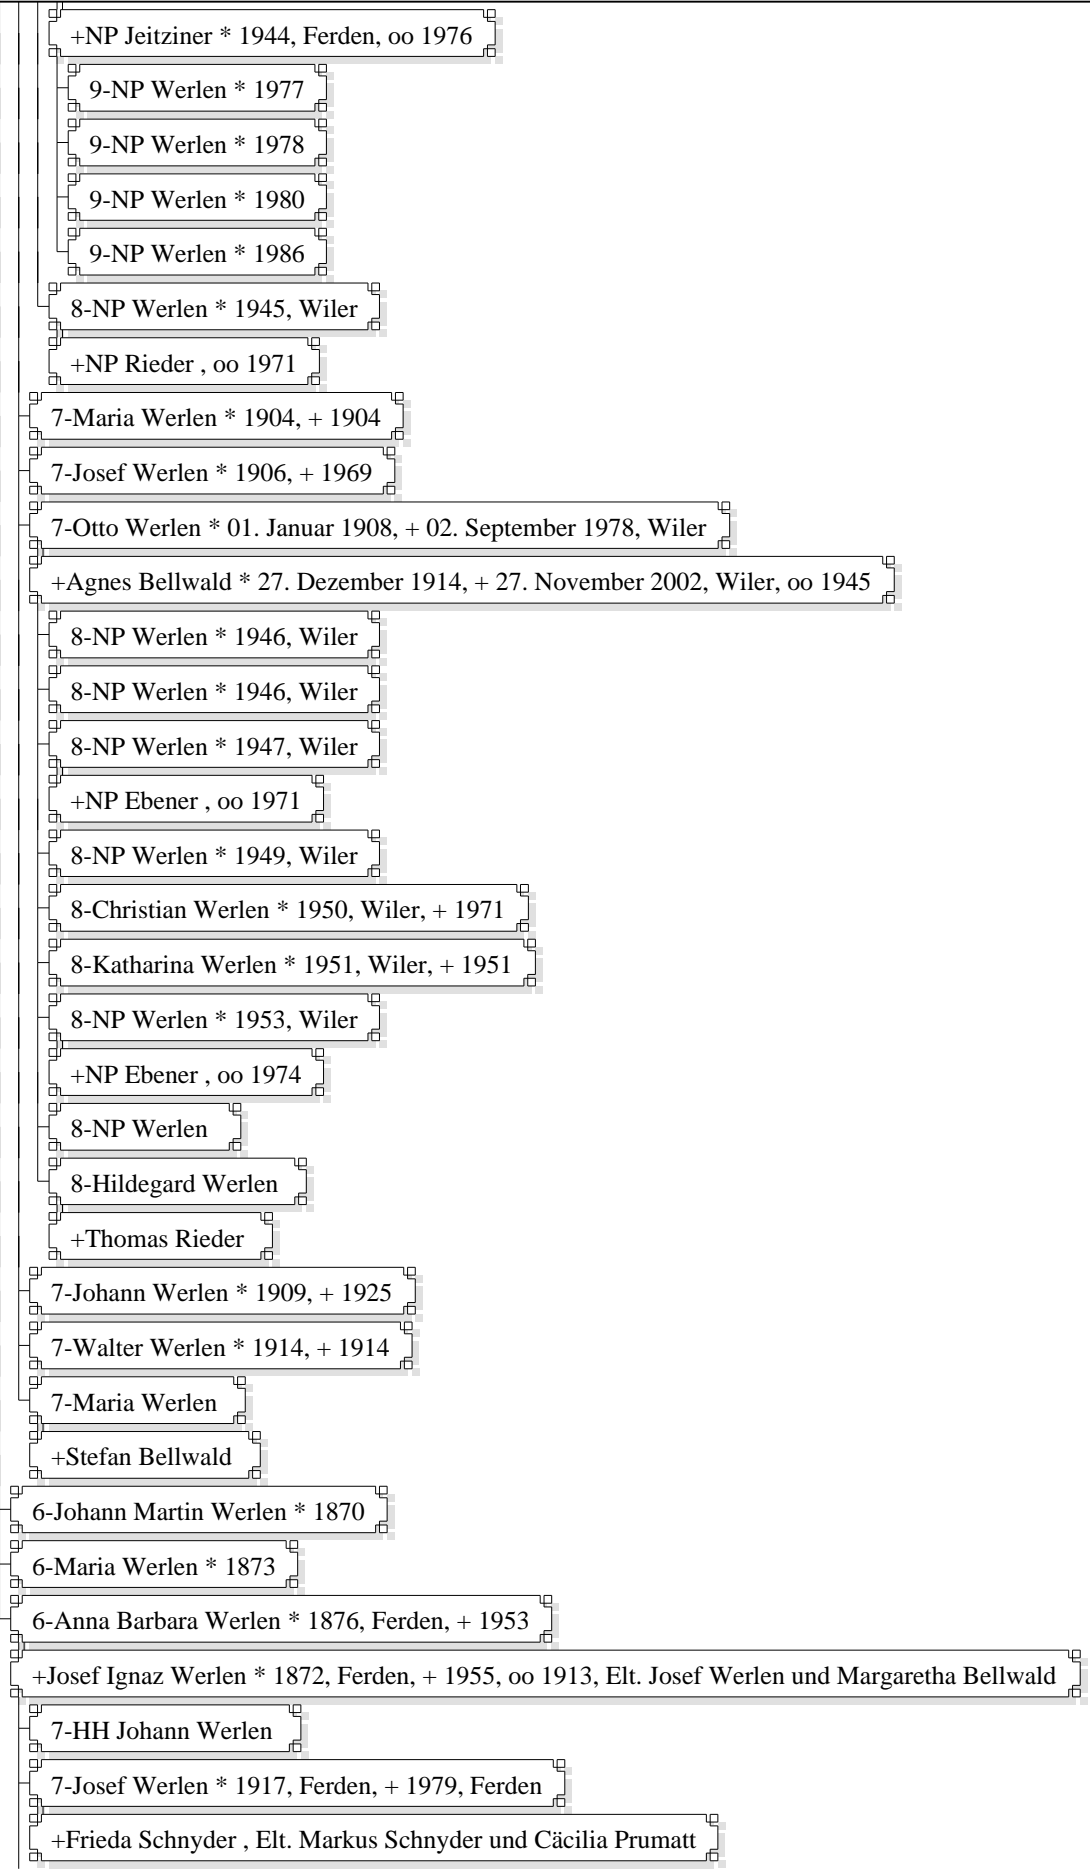 +NP Jeitziner * 1944, Ferden, oo 1976
9-NP Werlen * 1977
9-NP Werlen * 1978
9-NP Werlen * 1980
9-NP Werlen * 1986
8-NP Werlen * 1945, Wiler
+NP Rieder , oo 1971
7-Maria Werlen * 1904, + 1904
7-Josef Werlen * 1906, + 1969
7-Otto Werlen * 01. Januar 1908, + 02. September 1978, Wiler
+Agnes Bellwald * 27. Dezember 1914, + 27. November 2002, Wiler, oo 1945
8-NP Werlen * 1946, Wiler
8-NP Werlen * 1946, Wiler
8-NP Werlen * 1947, Wiler
+NP Ebener , oo 1971
8-NP Werlen * 1949, Wiler
8-Christian Werlen * 1950, Wiler, + 1971
8-Katharina Werlen * 1951, Wiler, + 1951
8-NP Werlen * 1953, Wiler
+NP Ebener , oo 1974
8-NP Werlen
8-Hildegard Werlen
+Thomas Rieder
7-Johann Werlen * 1909, + 1925
7-Walter Werlen * 1914, + 1914
7-Maria Werlen
+Stefan Bellwald
6-Johann Martin Werlen * 1870
6-Maria Werlen * 1873
6-Anna Barbara Werlen * 1876, Ferden, + 1953
+Josef Ignaz Werlen * 1872, Ferden, + 1955, oo 1913, Elt. Josef Werlen und Margaretha Bellwald
7-HH Johann Werlen
7-Josef Werlen * 1917, Ferden, + 1979, Ferden
+Frieda Schnyder , Elt. Markus Schnyder und Cäcilia Prumatt